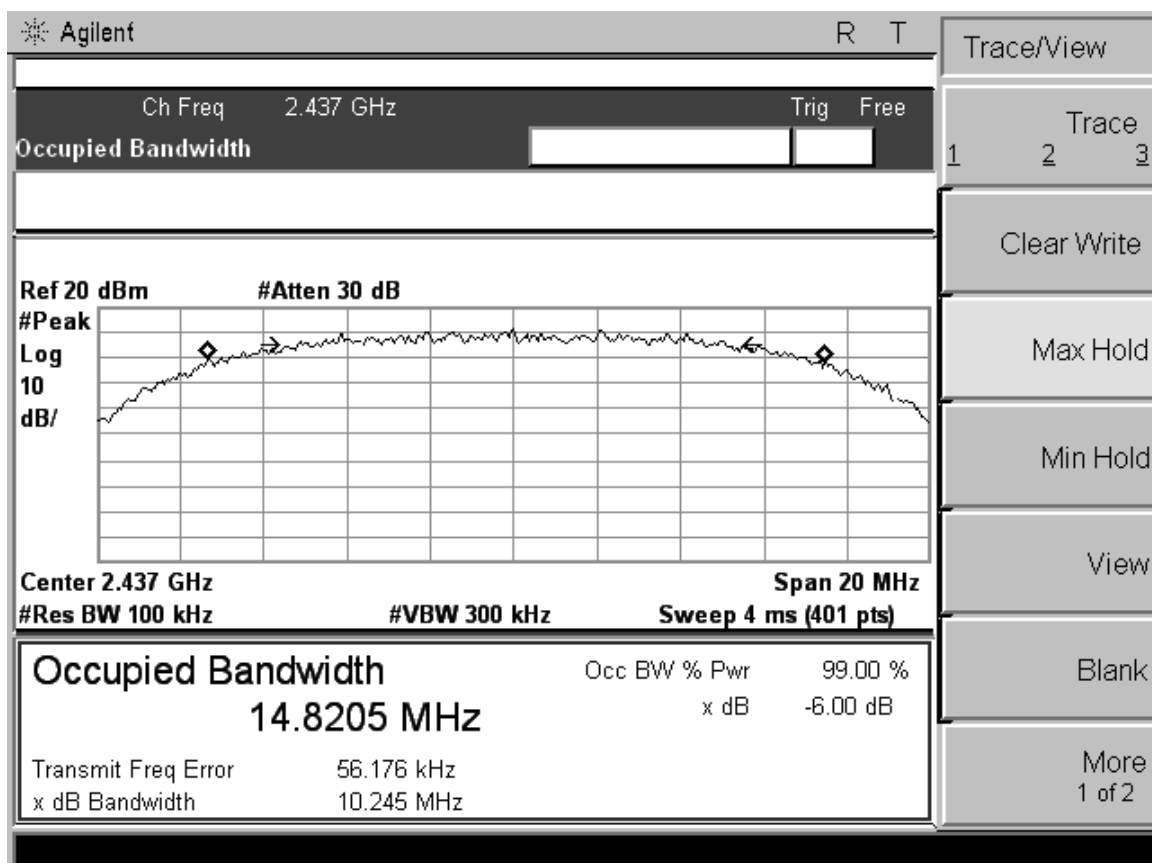 Agilent R T
Trace/View
Ch Freq 2.437 GHz Trig Free
Occupied Bandwidth
Trace
1 2 3
Clear Write
Max Hold
Min Hold
View
Blank
More
1 of 2
Ref 20 dBm #Atten 30 dB
#Peak
Log
10
dB/
Center 2.437 GHz Span 20 MHz
#Res BW 100 kHz #VBW 300 kHz Sweep 4 ms (401 pts)
Occupied Bandwidth Occ BW % Pwr 99.00 %
14.8205 MHz x dB -6.00 dB
Transmit Freq Error 56.176 kHz
x dB Bandwidth 10.245 MHz